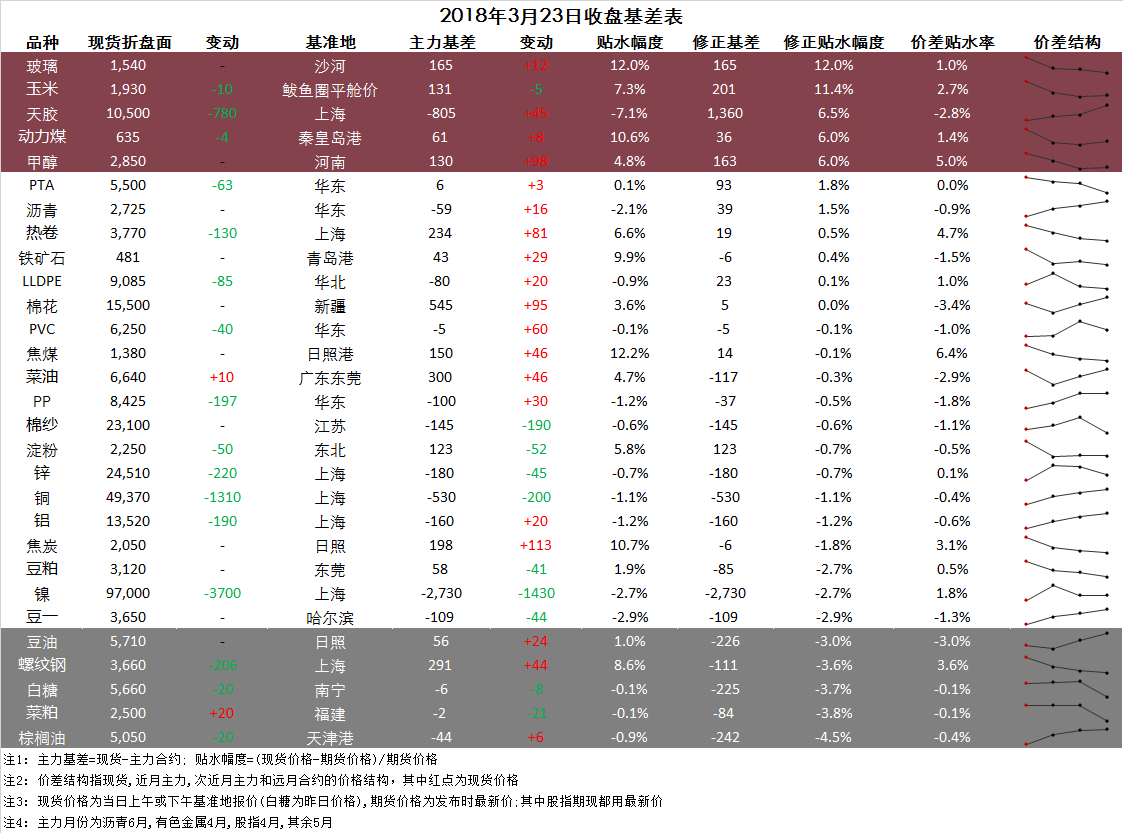 2018年3月23日收盘基差表
品种 现货折盘面 变动 基准地 主力基差 变动 贴水幅度 修正基差 修正贴水幅度 价差贴水率 价差结构
玻璃 1,540 - 沙河 165 +12 12.0% 165 12.0% 1.0%
玉米 1,930 -10 鲅鱼圈平舱价 131 -5 7.3% 201 11.4% 2.7%
天胶 10,500 -780 上海 -805 +45 -7.1% 1,360 6.5% -2.8%
动力煤 635 -4 秦皇岛港 61 +8 10.6% 36 6.0% 1.4%
甲醇 2,850 - 河南 130 +98 4.8% 163 6.0% 5.0%
PTA 5,500 -63 华东 6 +3 0.1% 93 1.8% 0.0%
沥青 2,725 - 华东 -59 +16 -2.1% 39 1.5% -0.9%
热卷 3,770 -130 上海 234 +81 6.6% 19 0.5% 4.7%
铁矿石 481 - 青岛港 43 +29 9.9% -6 0.4% -1.5%
LLDPE 9,085 -85 华北 -80 +20 -0.9% 23 0.1% 1.0%
棉花 15,500 - 新疆 545 +95 3.6% 5 0.0% -3.4%
PVC 6,250 -40 华东 -5 +60 -0.1% -5 -0.1% -1.0%
焦煤 1,380 - 日照港 150 +46 12.2% 14 -0.1% 6.4%
菜油 6,640 +10 广东东莞 300 +46 4.7% -117 -0.3% -2.9%
PP 8,425 -197 华东 -100 +30 -1.2% -37 -0.5% -1.8%
棉纱 23,100 - 江苏 -145 -190 -0.6% -145 -0.6% -1.1%
淀粉 2,250 -50 东北 123 -52 5.8% 123 -0.7% -0.5%
锌 24,510 -220 上海 -180 -45 -0.7% -180 -0.7% 0.1%
铜 49,370 -1310 上海 -530 -200 -1.1% -530 -1.1% -0.4%
铝 13,520 -190 上海 -160 +20 -1.2% -160 -1.2% -0.6%
焦炭 2,050 - 日照 198 +113 10.7% -6 -1.8% 3.1%
豆粕 3,120 - 东莞 58 -41 1.9% -85 -2.7% 0.5%
镍 97,000 -3700 上海 -2,730 -1430 -2.7% -2,730 -2.7% 1.8%
豆一 3,650 - 哈尔滨 -109 -44 -2.9% -109 -2.9% -1.3%
豆油 5,710 - 日照 56 +24 1.0% -226 -3.0% -3.0%
螺纹钢 3,660 -206 上海 291 +44 8.6% -111 -3.6% 3.6%
白糖 5,660 -20 南宁 -6 -8 -0.1% -225 -3.7% -0.1%
菜粕 2,500 +20 福建 -2 -21 -0.1% -84 -3.8% -0.1%
棕榈油 5,050 -20 天津港 -44 +6 -0.9% -242 -4.5% -0.4%
注1：主力基差=现货-主力合约；贴水幅度=(现货价格-期货价格)/期货价格
注2：价差结构指现货,近月主力,次近月主力和远月合约的价格结构，其中红点为现货价格
注3：现货价格为当日上午或下午基准地报价(白糖为昨日价格),期货价格为发布时最新价;其中股指期现都用最新价
注4：主力月份为沥青6月,有色金属4月,股指4月,其余5月